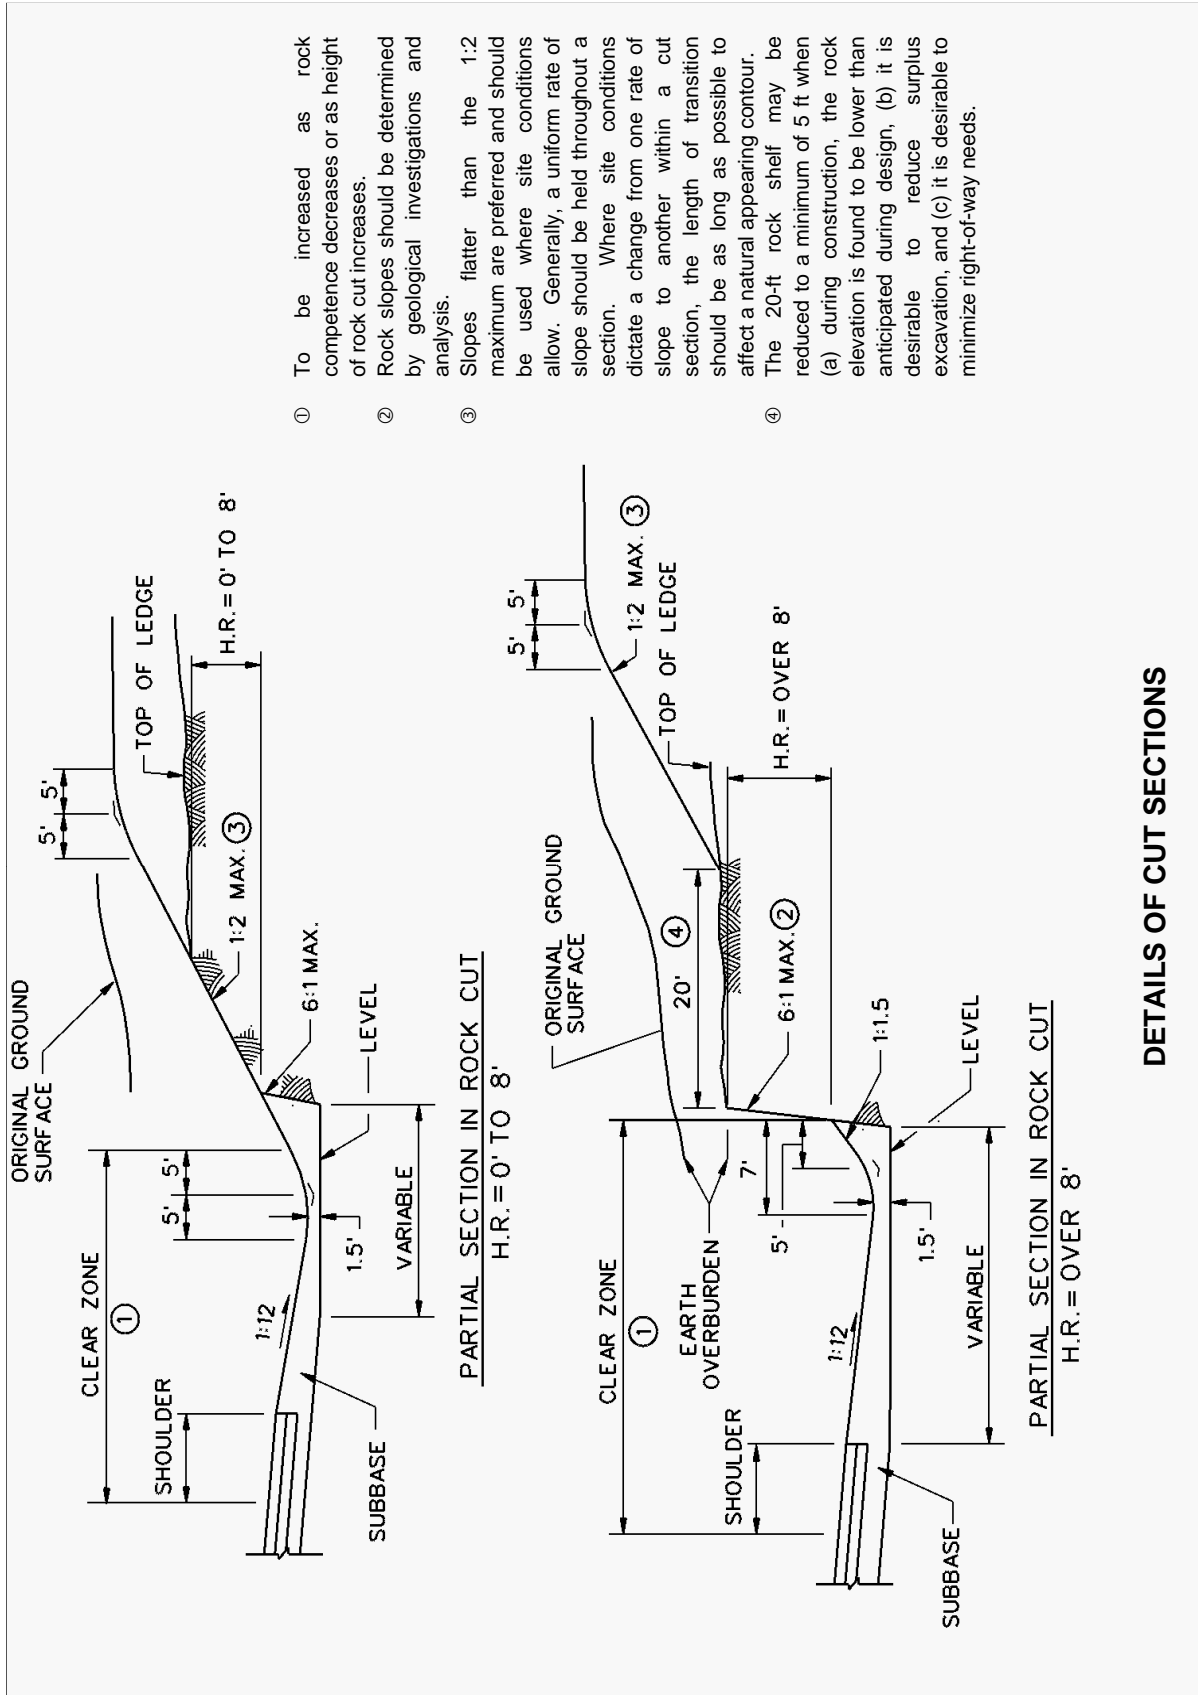 ORIGINAL GROUND
SURFACE
CLEAR ZONE
①
SHOULDER
5'
5'
1:12
SUBBASE
1.5'
VARIABLE
LEVEL
6:1 MAX.
1:2 MAX. ③
5'
5'
TOP OF LEDGE
H.R. = 0' TO 8'
PARTIAL SECTION IN ROCK CUT
H.R. = 0' TO 8'
ORIGINAL GROUND
SURFACE
CLEAR ZONE
①
EARTH
OVERBURDEN
SHOULDER
20'
④
7'
5'
1:12
SUBBASE
1.5'
VARIABLE
LEVEL
1:1.5
6:1 MAX. ②
5'
5'
1:2 MAX. ③
TOP OF LEDGE
H.R. = OVER 8'
PARTIAL SECTION IN ROCK CUT
H.R. = OVER 8'
① To be increased as rock
competence decreases or as height
of rock cut increases.
② Rock slopes should be determined
by geological investigations and
analysis.
③ Slopes flatter than the 1:2
maximum are preferred and should
be used where site conditions
allow. Generally, a uniform rate of
slope should be held throughout a
section. Where site conditions
dictate a change from one rate of
slope to another within a cut
section, the length of transition
should be as long as possible to
affect a natural appearing contour.
④ The 20-ft rock shelf may be
reduced to a minimum of 5 ft when
(a) during construction, the rock
elevation is found to be lower than
anticipated during design, (b) it is
desirable to reduce surplus
excavation, and (c) it is desirable to
minimize right-of-way needs.
DETAILS OF CUT SECTIONS